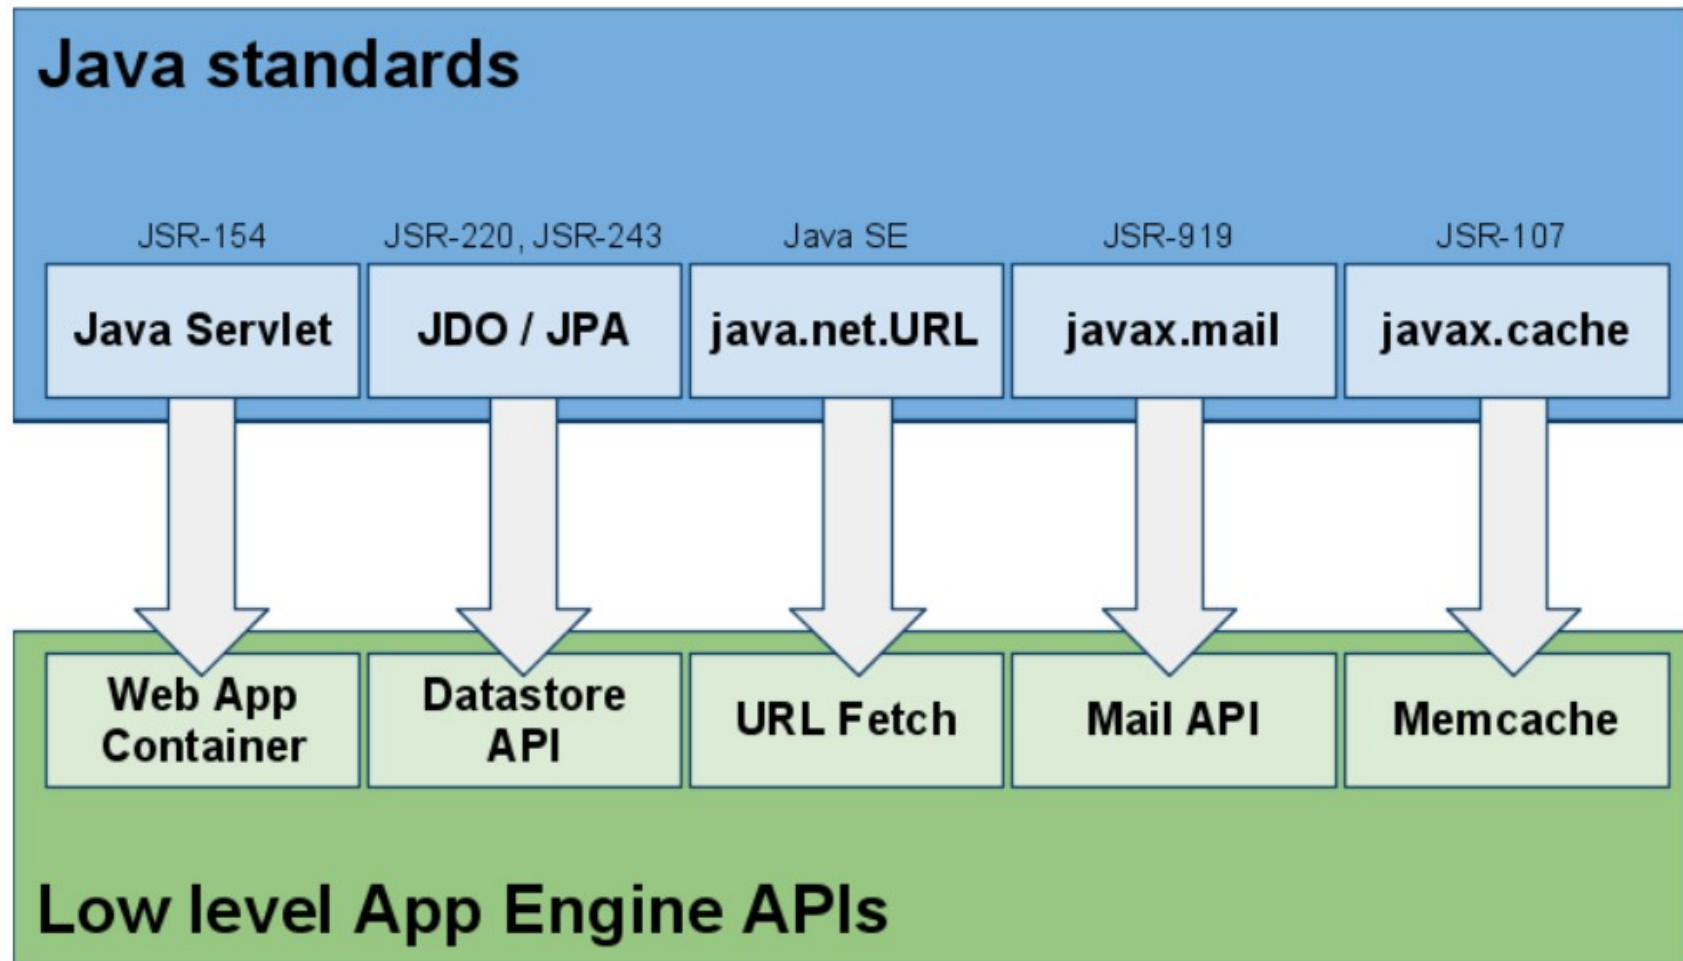 Java standards
JSR-154
JSR-220, JSR-243
Java SE
JSR-919
JSR-107
Java Servlet
JDO / JPA
java.net.URL
javax.mail
javax.cache
Web App
Container
Datastore
API
URL Fetch
Mail API
Memcache
Low level App Engine APIs